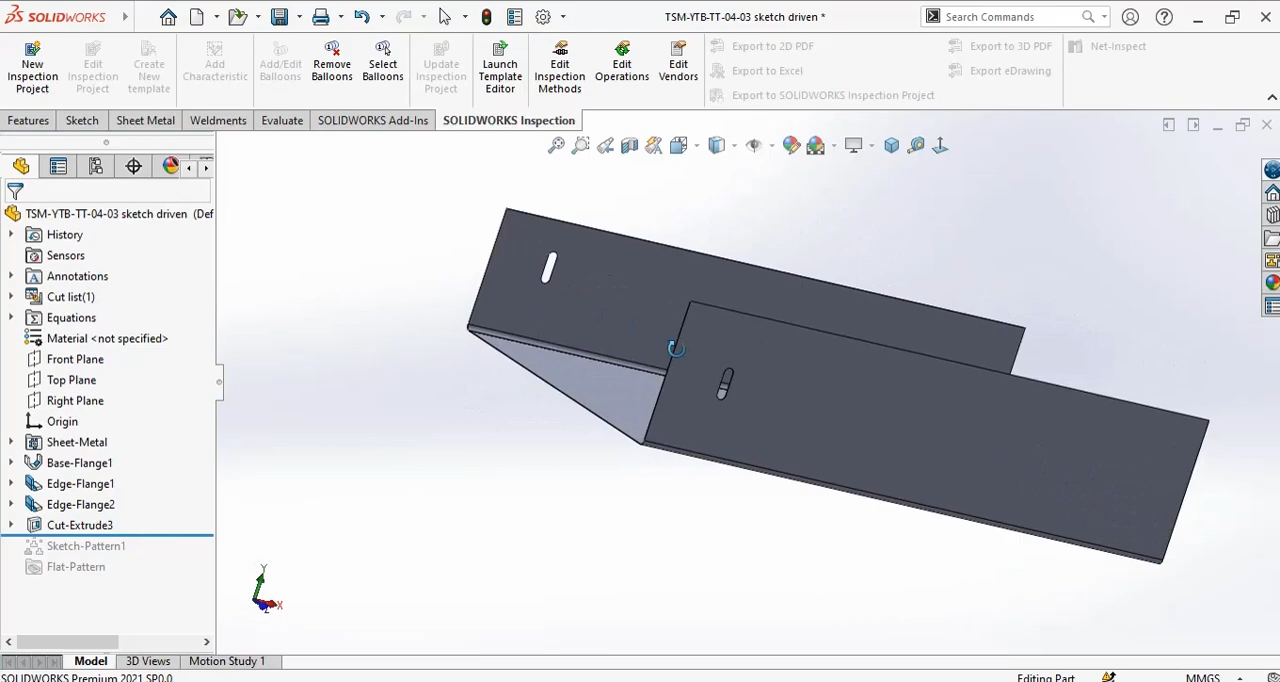 SOLIDWORKS
TSM-YTB-TT-04-03 sketch driven *
Search Commands
New Inspection Project
Edit Inspection Project
Create New template
Add Characteristic
Add/Edit Balloons
Remove Balloons
Select Balloons
Update Inspection Project
Launch Template Editor
Edit Inspection Methods
Edit Operations
Edit Vendors
Export to 2D PDF
Export to Excel
Export to SOLIDWORKS Inspection Project
Export to 3D PDF
Export eDrawing
Net-Inspect
Features
Sketch
Sheet Metal
Weldments
Evaluate
SOLIDWORKS Add-Ins
SOLIDWORKS Inspection
TSM-YTB-TT-04-03 sketch driven (Def
History
Sensors
Annotations
Cut list(1)
Equations
Material <not specified>
Front Plane
Top Plane
Right Plane
Origin
Sheet-Metal
Base-Flange1
Edge-Flange1
Edge-Flange2
Cut-Extrude3
Sketch-Pattern1
Flat-Pattern
Y
X
Z
Model
3D Views
Motion Study 1
SOLIDWORKS Premium 2021 SP0.0
Editing Part
MMGS